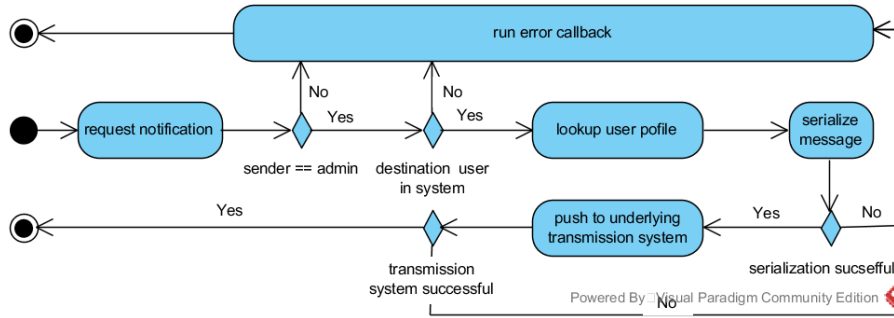 run error callback
No
No
request notification
Yes
Yes
lookup user pofile
serialize
message
sender == admin
destination user
in system
Yes
push to underlying
transmission system
Yes
No
transmission
system successful
serialization sucsefful
Powered By Visual Paradigm Community Edition
No